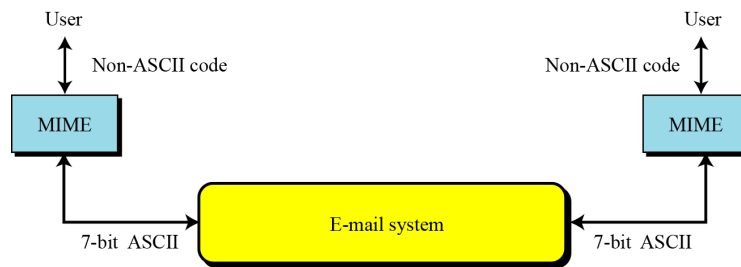 User
User
Non-ASCII code
Non-ASCII code
MIME
MIME
E-mail system
7-bit ASCII
7-bit ASCII